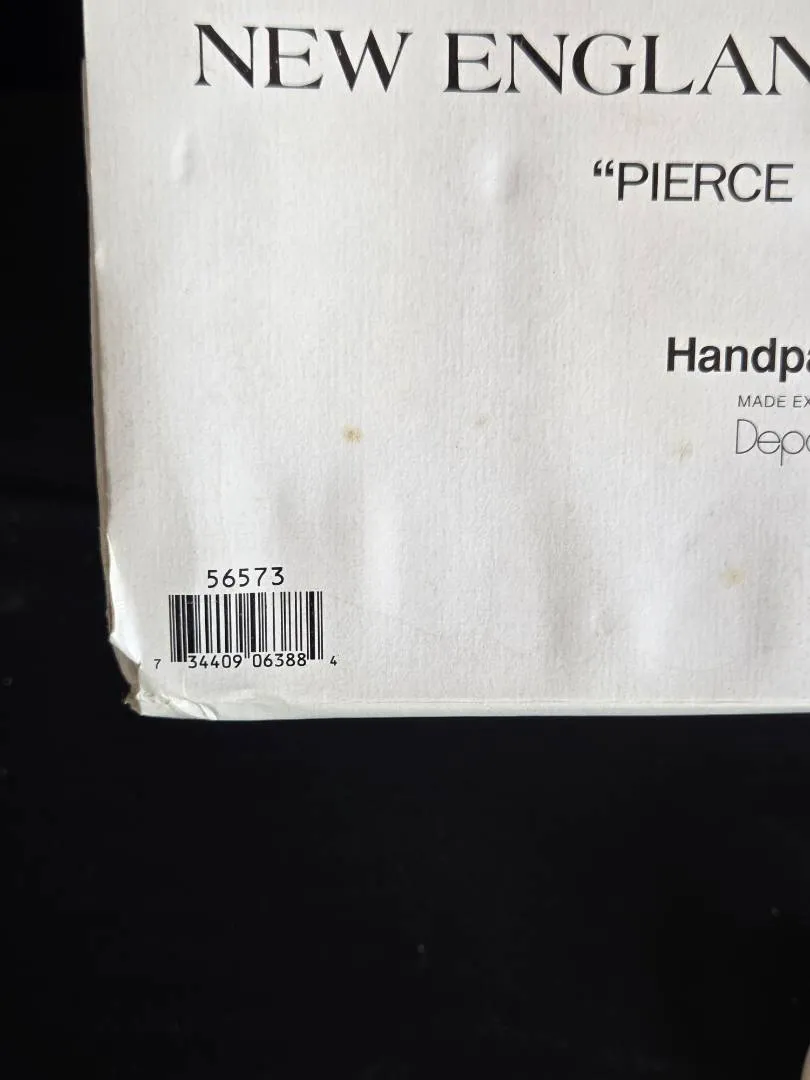 NEW ENGLAN
“PIERCE
Handpa
MADE EX
Depa
56573
7 34409 06388 4